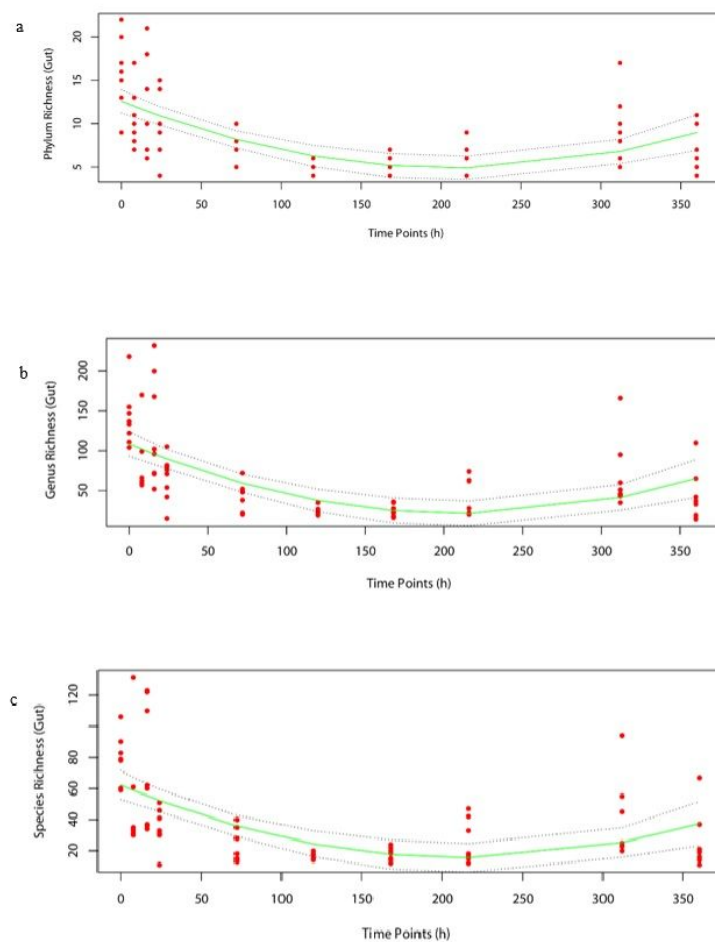 a
Phylum Richness (Gut)
20
15
10
5
0 50 100 150 200 250 300 350
Time Points (h)
b
Genus Richness (Gut)
200
150
100
50
0 50 100 150 200 250 300 350
Time Points (h)
c
Species Richness (Gut)
120
80
60
40
20
0 50 100 150 200 250 300 350
Time Points (h)